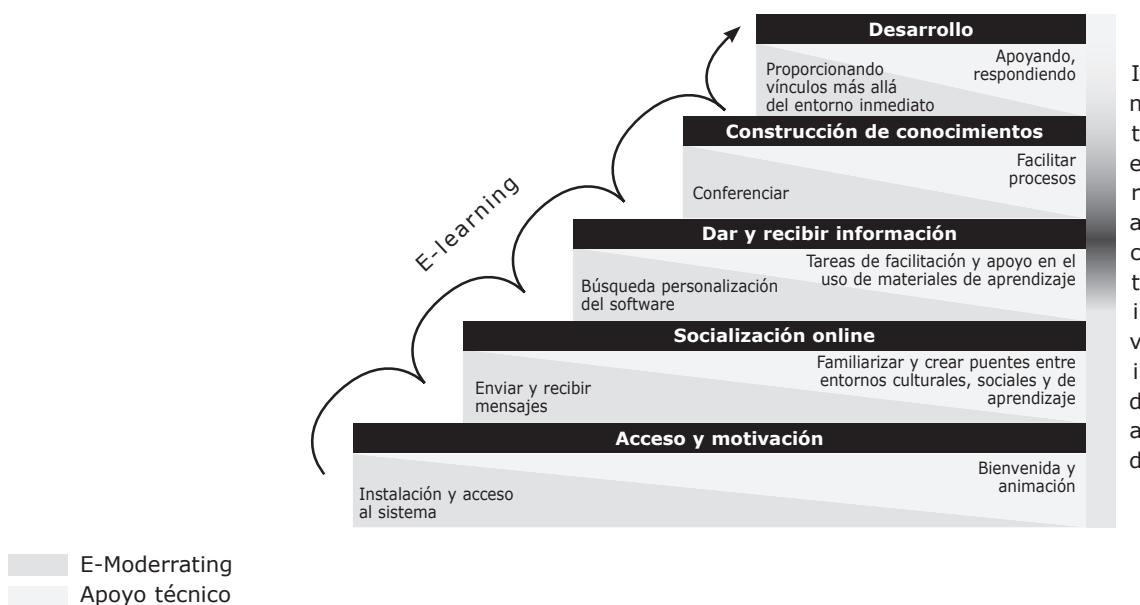 Desarrollo
Proporcionando
vínculos más allá
del entorno inmediato
Apoyando,
respondiendo
Construcción de conocimientos
Conferenciar
Facilitar
procesos
Dar y recibir información
Búsqueda personalización
del software
Tareas de facilitación y apoyo en el
uso de materiales de aprendizaje
Socialización online
Enviar y recibir
mensajes
Familiarizar y crear puentes entre
entornos culturales, sociales y de
aprendizaje
Acceso y motivación
Instalación y acceso
al sistema
Bienvenida y
animación
E-learning
Interactividad
E-Moderrating
Apoyo técnico